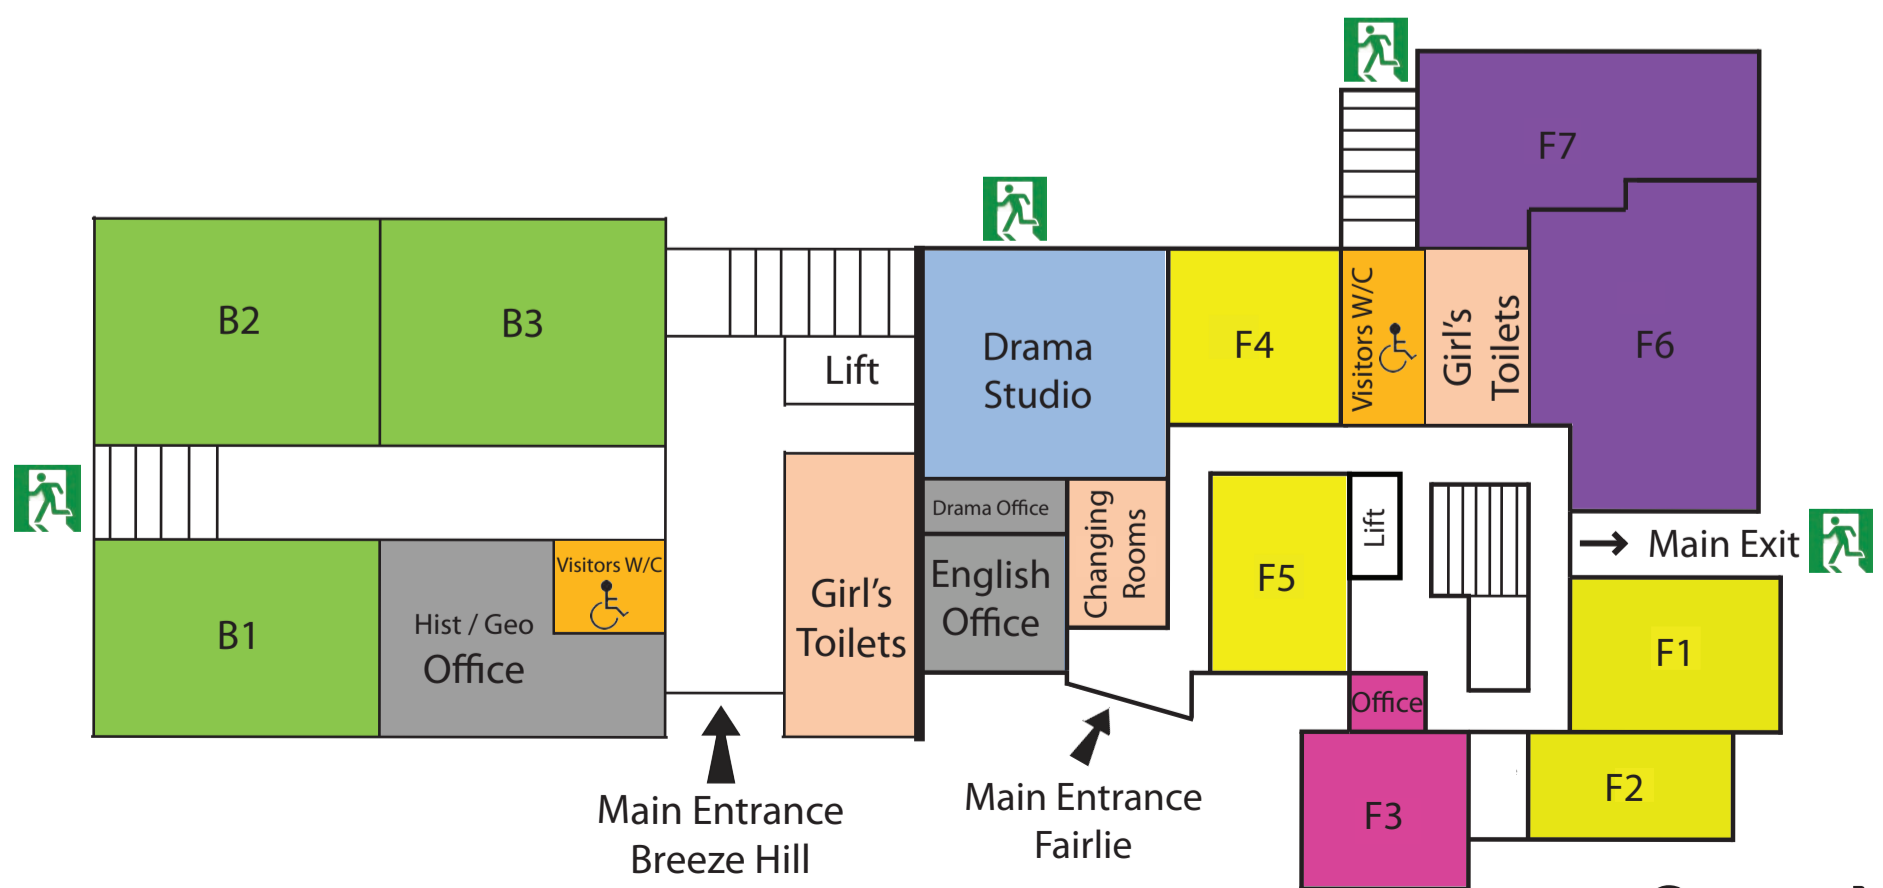 F7
B2
B3
Lift
Drama
Studio
F4
Visitors W/C
Girl's
Toilets
F6
Drama Office
Changing
Rooms
Lift
Main Exit
B1
Hist / Geo
Office
Visitors W/C
Girl's
Toilets
English
Office
F5
F1
Office
F2
F3
Main Entrance
Breeze Hill
Main Entrance
Fairlie